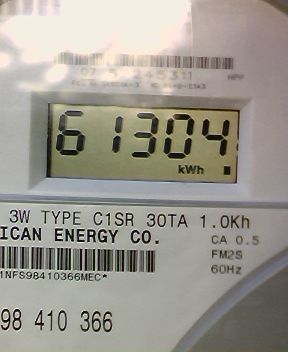 61304
kWh
3W TYPE C1SR 30TA 1.0Kh
ICAN ENERGY CO.
CA 0.5
FM2S
60Hz
1NFS98410366MEC*
98 410 366